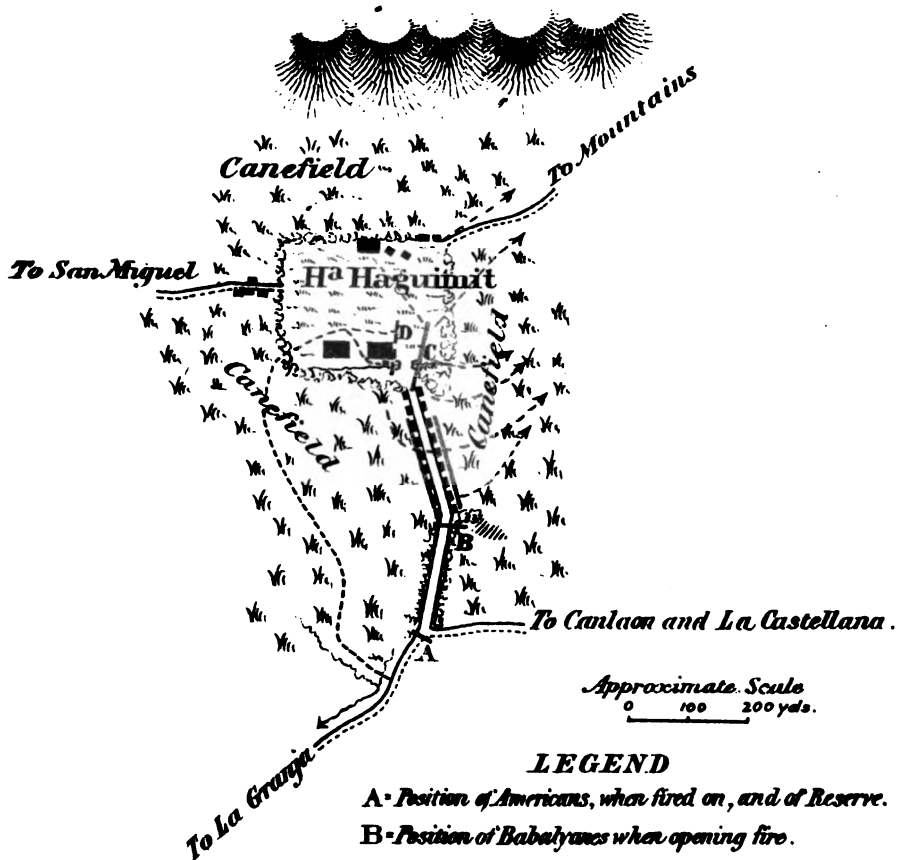 To Mountains
Canefield
To San Miguel
Hª Haguimit
D
C
Canefield
Canefield
B
To Canlaon and La Castellana.
A
Approximate Scale
0 100 200 yds.
To La Granja
LEGEND
A = Position of Americans, when fired on, and of Reserve.
B = Position of Babalyanes when opening fire.